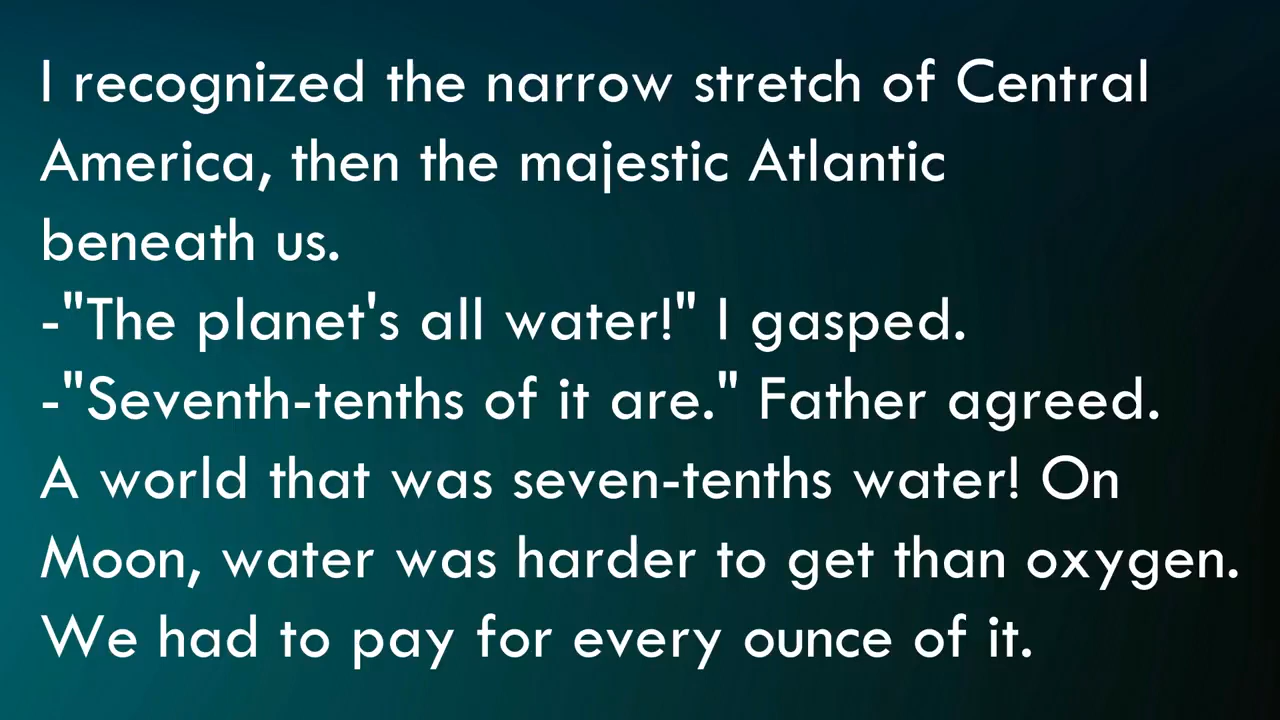 I recognized the narrow stretch of Central
America, then the majestic Atlantic
beneath us.
-"The planet's all water!" I gasped.
-"Seventh-tenths of it are." Father agreed.
A world that was seven-tenths water! On
Moon, water was harder to get than oxygen.
We had to pay for every ounce of it.